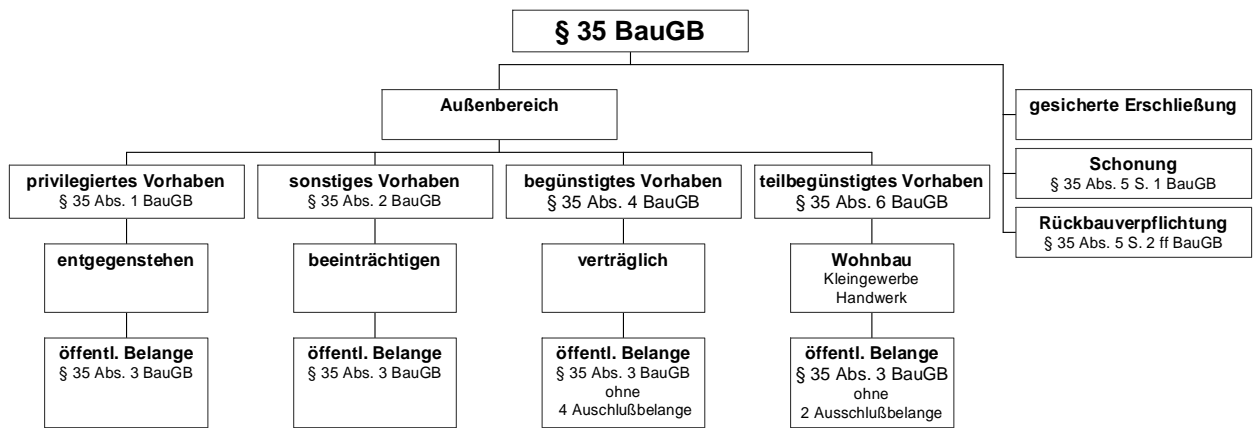 § 35 BauGB
Außenbereich
gesicherte Erschließung
Schonung
§ 35 Abs. 5 S. 1 BauGB
Rückbauverpflichtung
§ 35 Abs. 5 S. 2 ff BauGB
privilegiertes Vorhaben
§ 35 Abs. 1 BauGB
sonstiges Vorhaben
§ 35 Abs. 2 BauGB
begünstigtes Vorhaben
§ 35 Abs. 4 BauGB
teilbegünstigtes Vorhaben
§ 35 Abs. 6 BauGB
entgegenstehen
beeinträchtigen
verträglich
Wohnbau
Kleingewerbe
Handwerk
öffentl. Belange
§ 35 Abs. 3 BauGB
öffentl. Belange
§ 35 Abs. 3 BauGB
öffentl. Belange
§ 35 Abs. 3 BauGB
ohne
4 Auschlußbelange
öffentl. Belange
§ 35 Abs. 3 BauGB
ohne
2 Ausschlußbelange